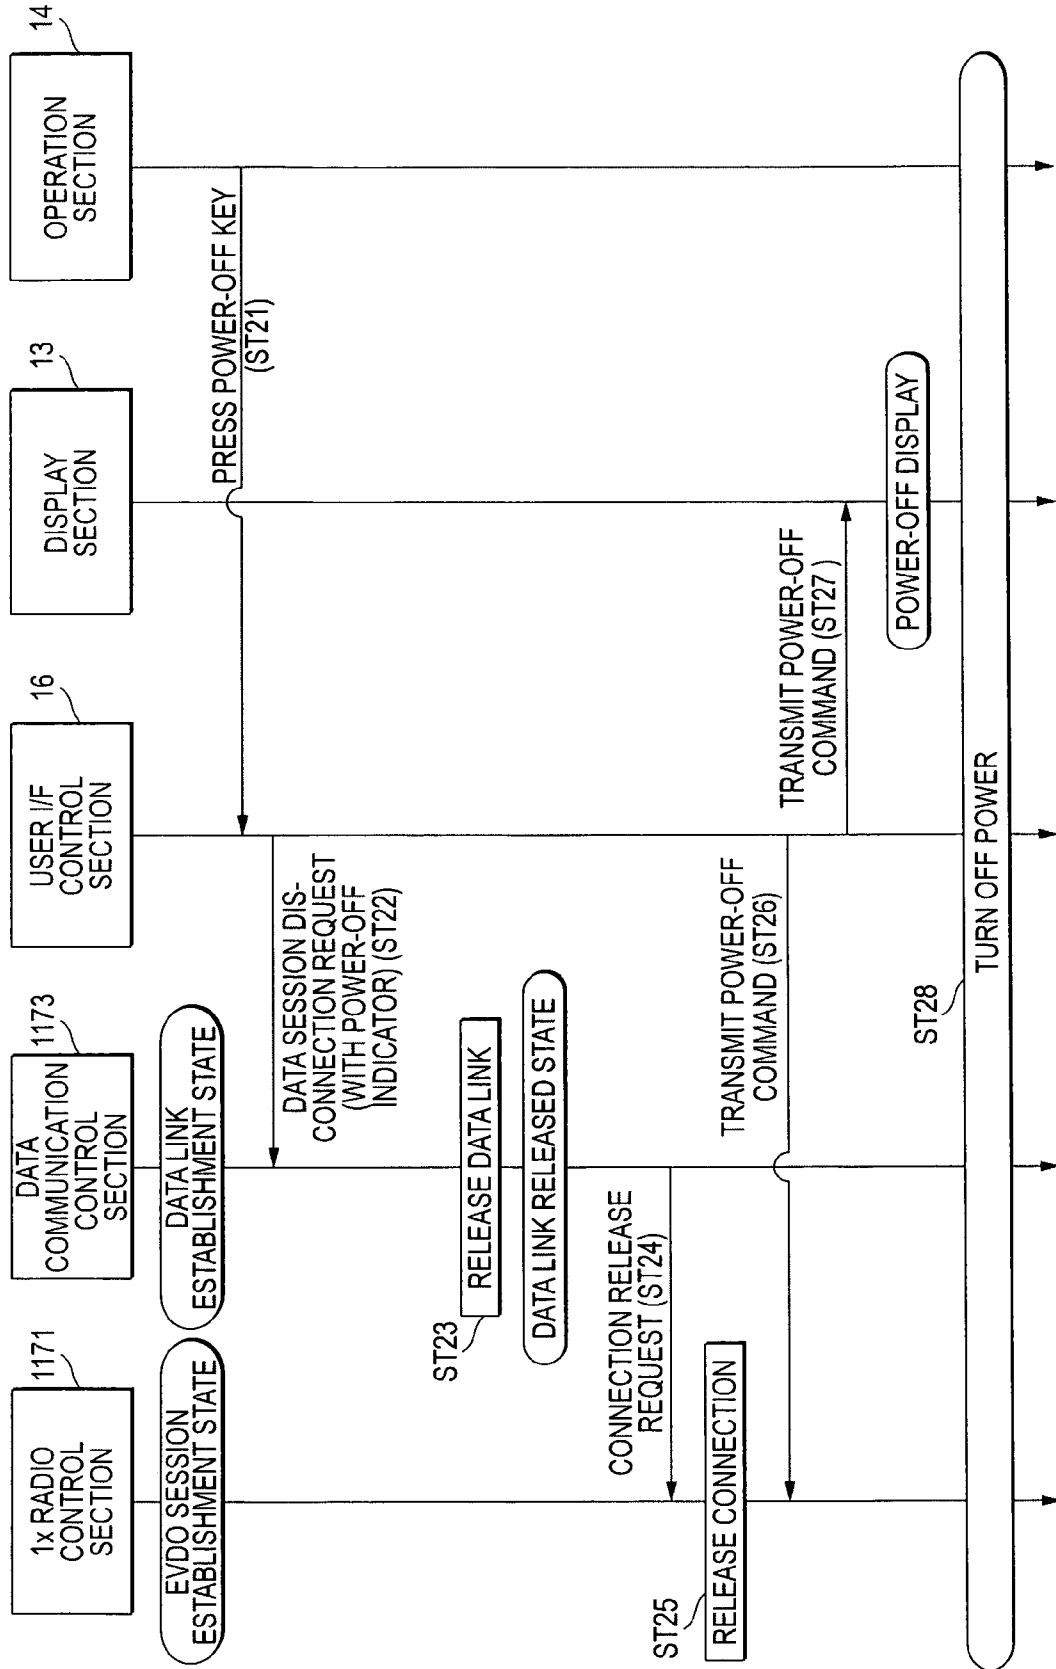 1x RADIO
CONTROL
SECTION
1171
DATA
COMMUNICATION
CONTROL
SECTION
1173
USER I/F
CONTROL
SECTION
16
DISPLAY
SECTION
13
OPERATION
SECTION
14
EVDO SESSION
ESTABLISHMENT STATE
DATA LINK
ESTABLISHMENT STATE
PRESS POWER-OFF KEY
(ST21)
DATA SESSION DIS-
CONNECTION REQUEST
(WITH POWER-OFF
INDICATOR) (ST22)
ST23
RELEASE DATA LINK
DATA LINK RELEASED STATE
CONNECTION RELEASE
REQUEST (ST24)
ST25
RELEASE CONNECTION
TRANSMIT POWER-OFF
COMMAND (ST26)
TRANSMIT POWER-OFF
COMMAND (ST27 )
POWER-OFF DISPLAY
ST28
TURN OFF POWER